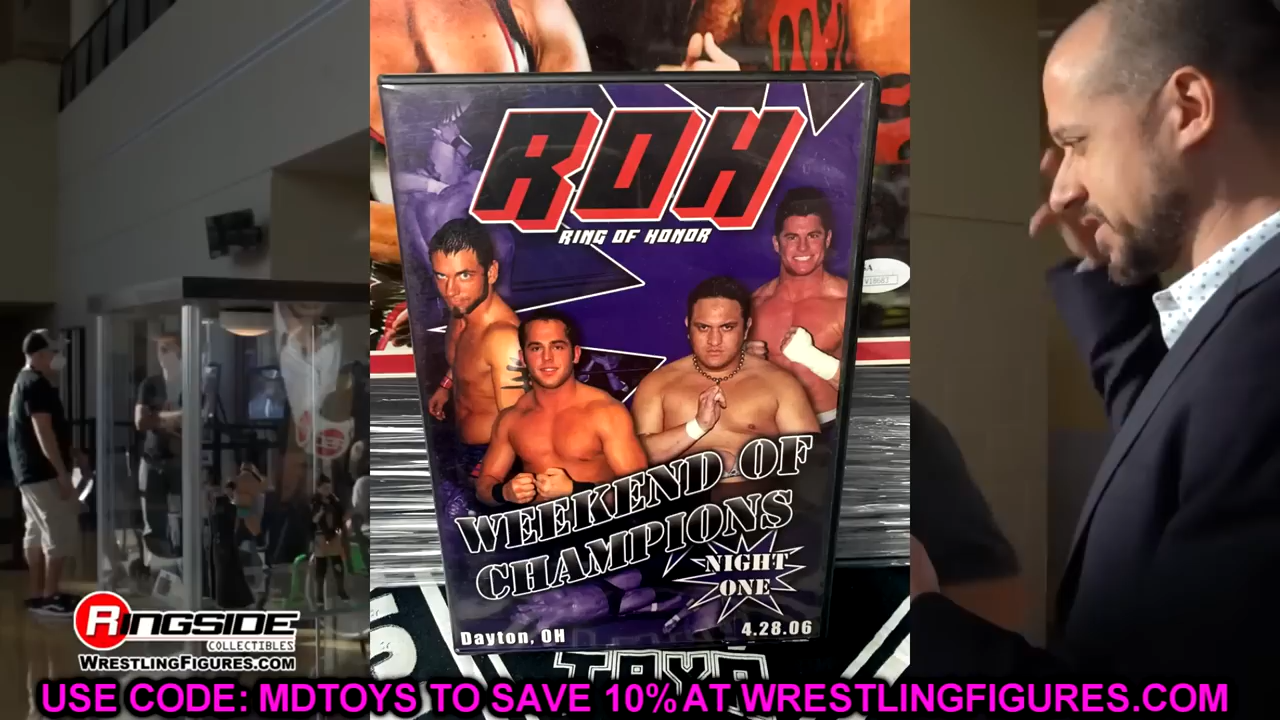 ROH
RING OF HONOR
WEEKEND OF
CHAMPIONS
NIGHT
ONE
Dayton, OH
4.28.06
TAYA
RINGSIDE
COLLECTIBLES
WRESTLINGFIGURES.COM
USE CODE: MDTOYS TO SAVE 10% AT WRESTLINGFIGURES.COM